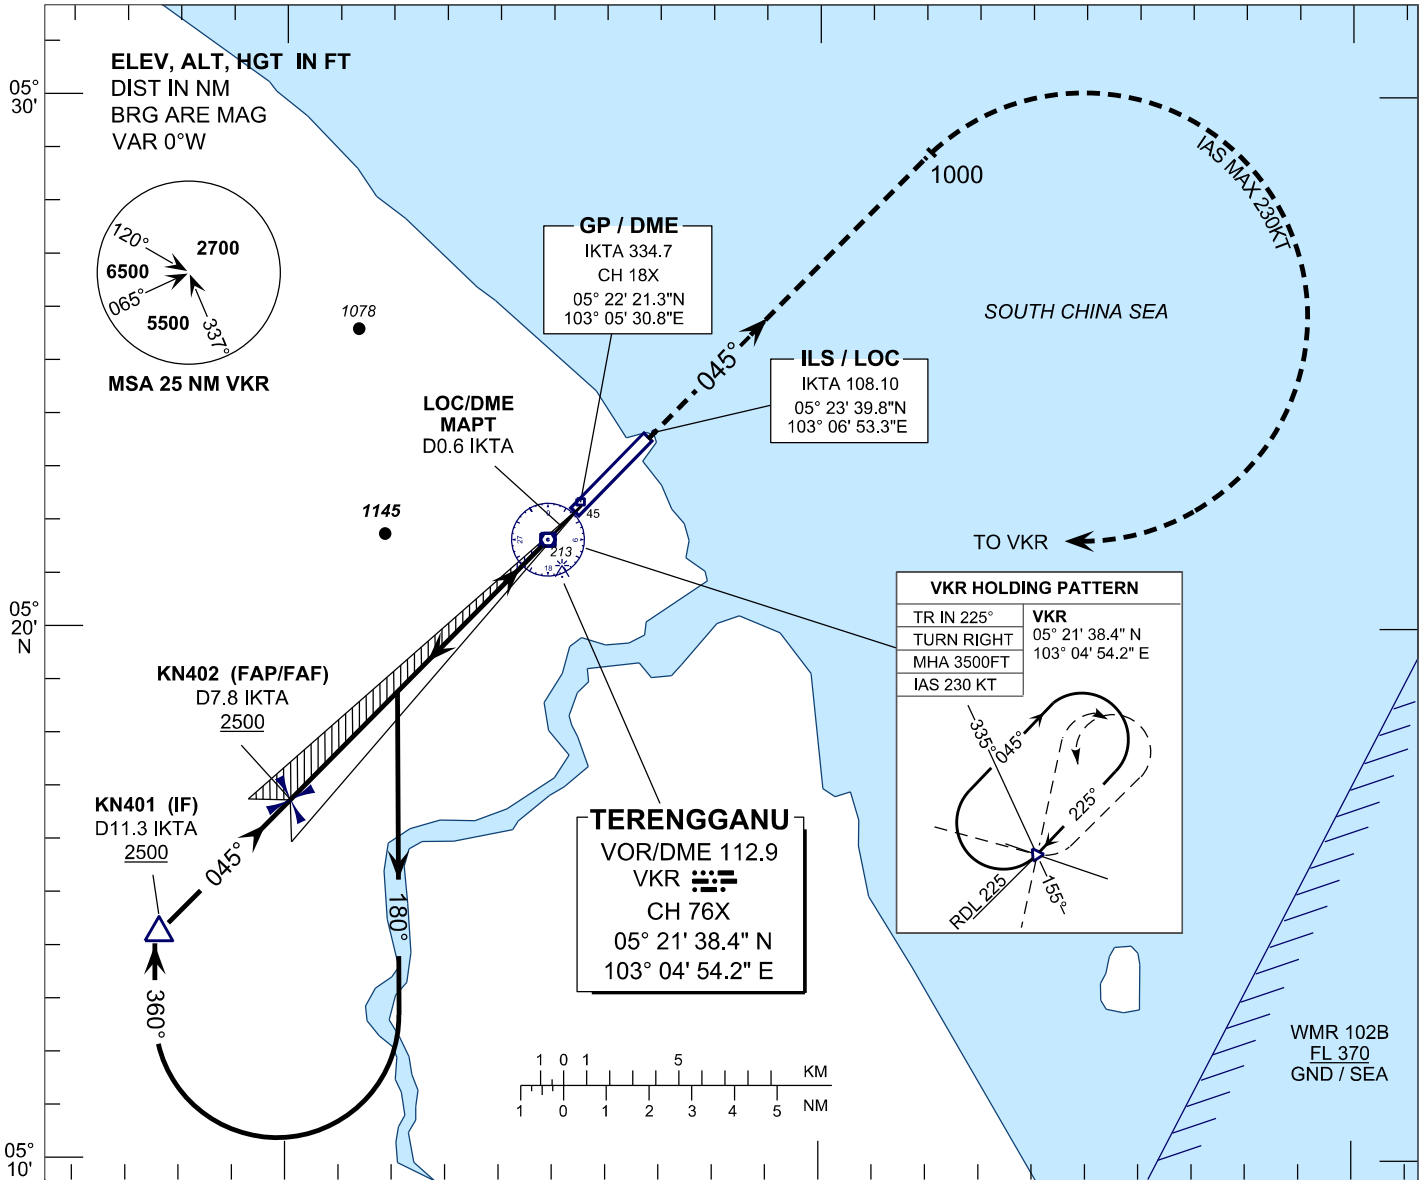 ELEV, ALT, HGT IN FT
DIST IN NM
BRG ARE MAG
VAR 0°W
05°
30'
120°
2700
6500
065°
5500
337°
MSA 25 NM VKR
1078
GP / DME
IKTA 334.7
CH 18X
05° 22' 21.3"N
103° 05' 30.8"E
1000
IAS MAX 230KT
SOUTH CHINA SEA
045°
ILS / LOC
IKTA 108.10
05° 23' 39.8"N
103° 06' 53.3"E
LOC/DME
MAPT
D0.6 IKTA
1145
45
0
27
9
18
213
TO VKR
05°
20'
N
KN402 (FAP/FAF)
D7.8 IKTA
2500
KN401 (IF)
D11.3 IKTA
2500
045°
180°
360°
VKR HOLDING PATTERN
TR IN 225°
TURN RIGHT
MHA 3500FT
IAS 230 KT
VKR
05° 21' 38.4" N
103° 04' 54.2" E
335°
045°
225°
RDL 225
155°
TERENGGANU
VOR/DME 112.9
VKR
CH 76X
05° 21' 38.4" N
103° 04' 54.2" E
WMR 102B
FL 370
GND / SEA
1 0 1 5 KM
1 0 1 2 3 4 5 NM
05°
10'